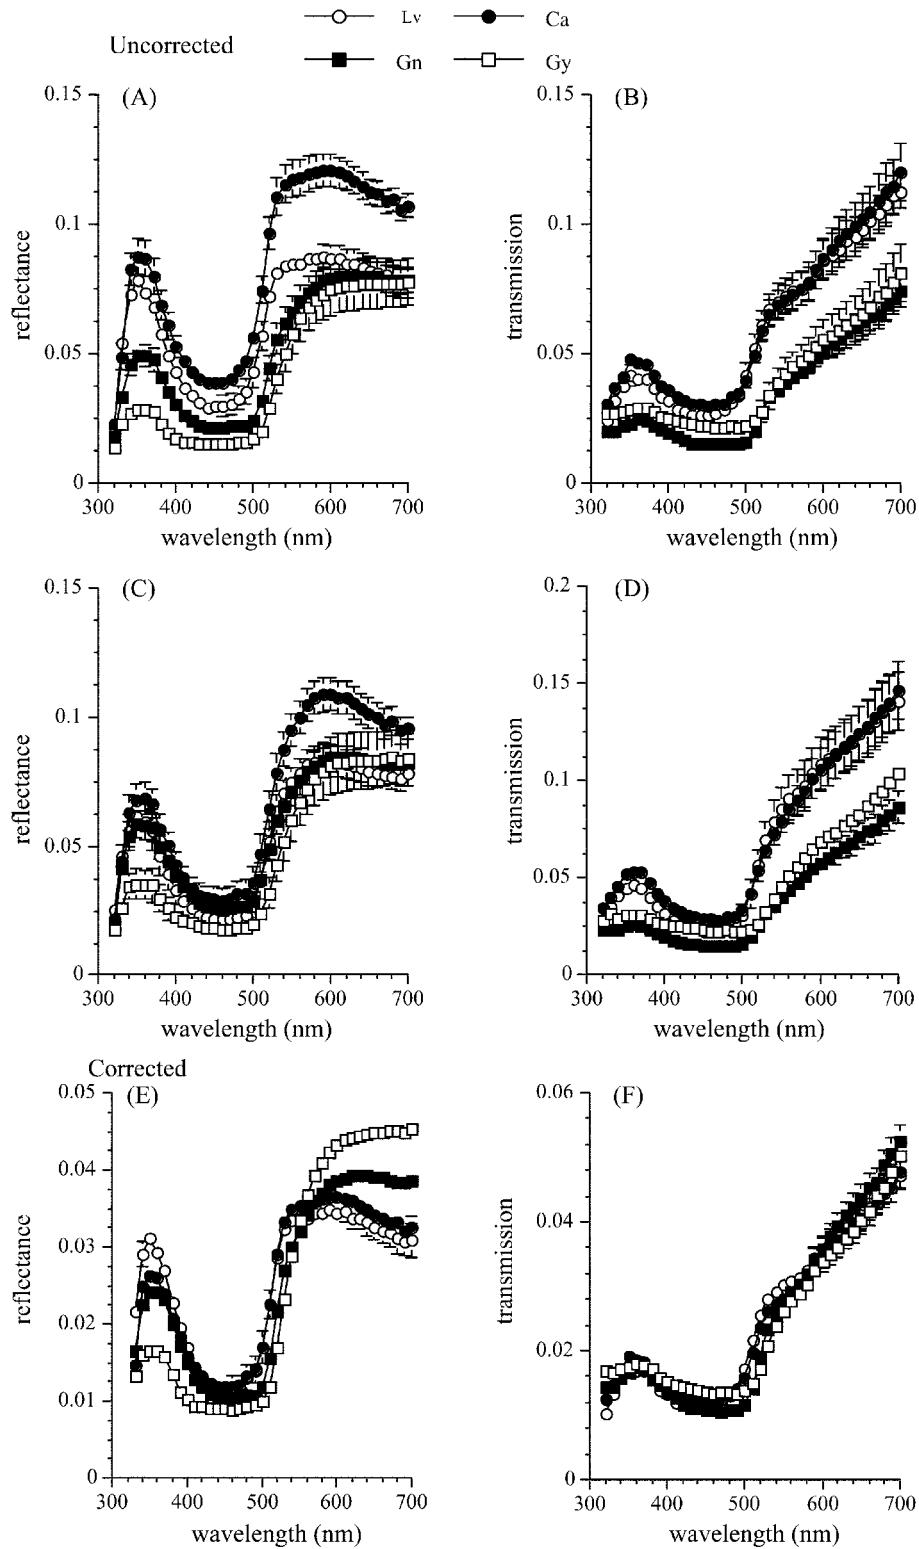 Lv Ca
Uncorrected
Gn Gy
0.15 (A) 0.15 (B)
0.1 0.1
reflectance transmission
0.05 0.05
0 0
300 400 500 600 700 300 400 500 600 700
wavelength (nm) wavelength (nm)
0.15 (C) 0.2 (D)
0.15
0.1
reflectance transmission
0.1
0.05 0.05
0 0
300 400 500 600 700 300 400 500 600 700
wavelength (nm) wavelength (nm)
Corrected
0.05 (E) 0.06 (F)
0.04 0.04
0.03
reflectance transmission
0.02 0.02
0.01
0 0
300 400 500 600 700 300 400 500 600 700
wavelength (nm) wavelength (nm)